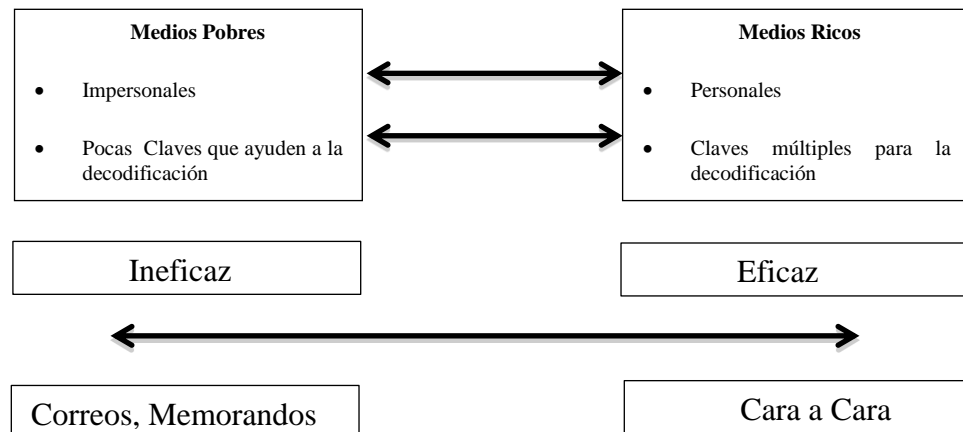 Medios Pobres
• Impersonales
• Pocas Claves que ayuden a la
decodificación
Medios Ricos
• Personales
• Claves múltiples para la
decodificación
Ineficaz
Eficaz
Correos, Memorandos
Cara a Cara